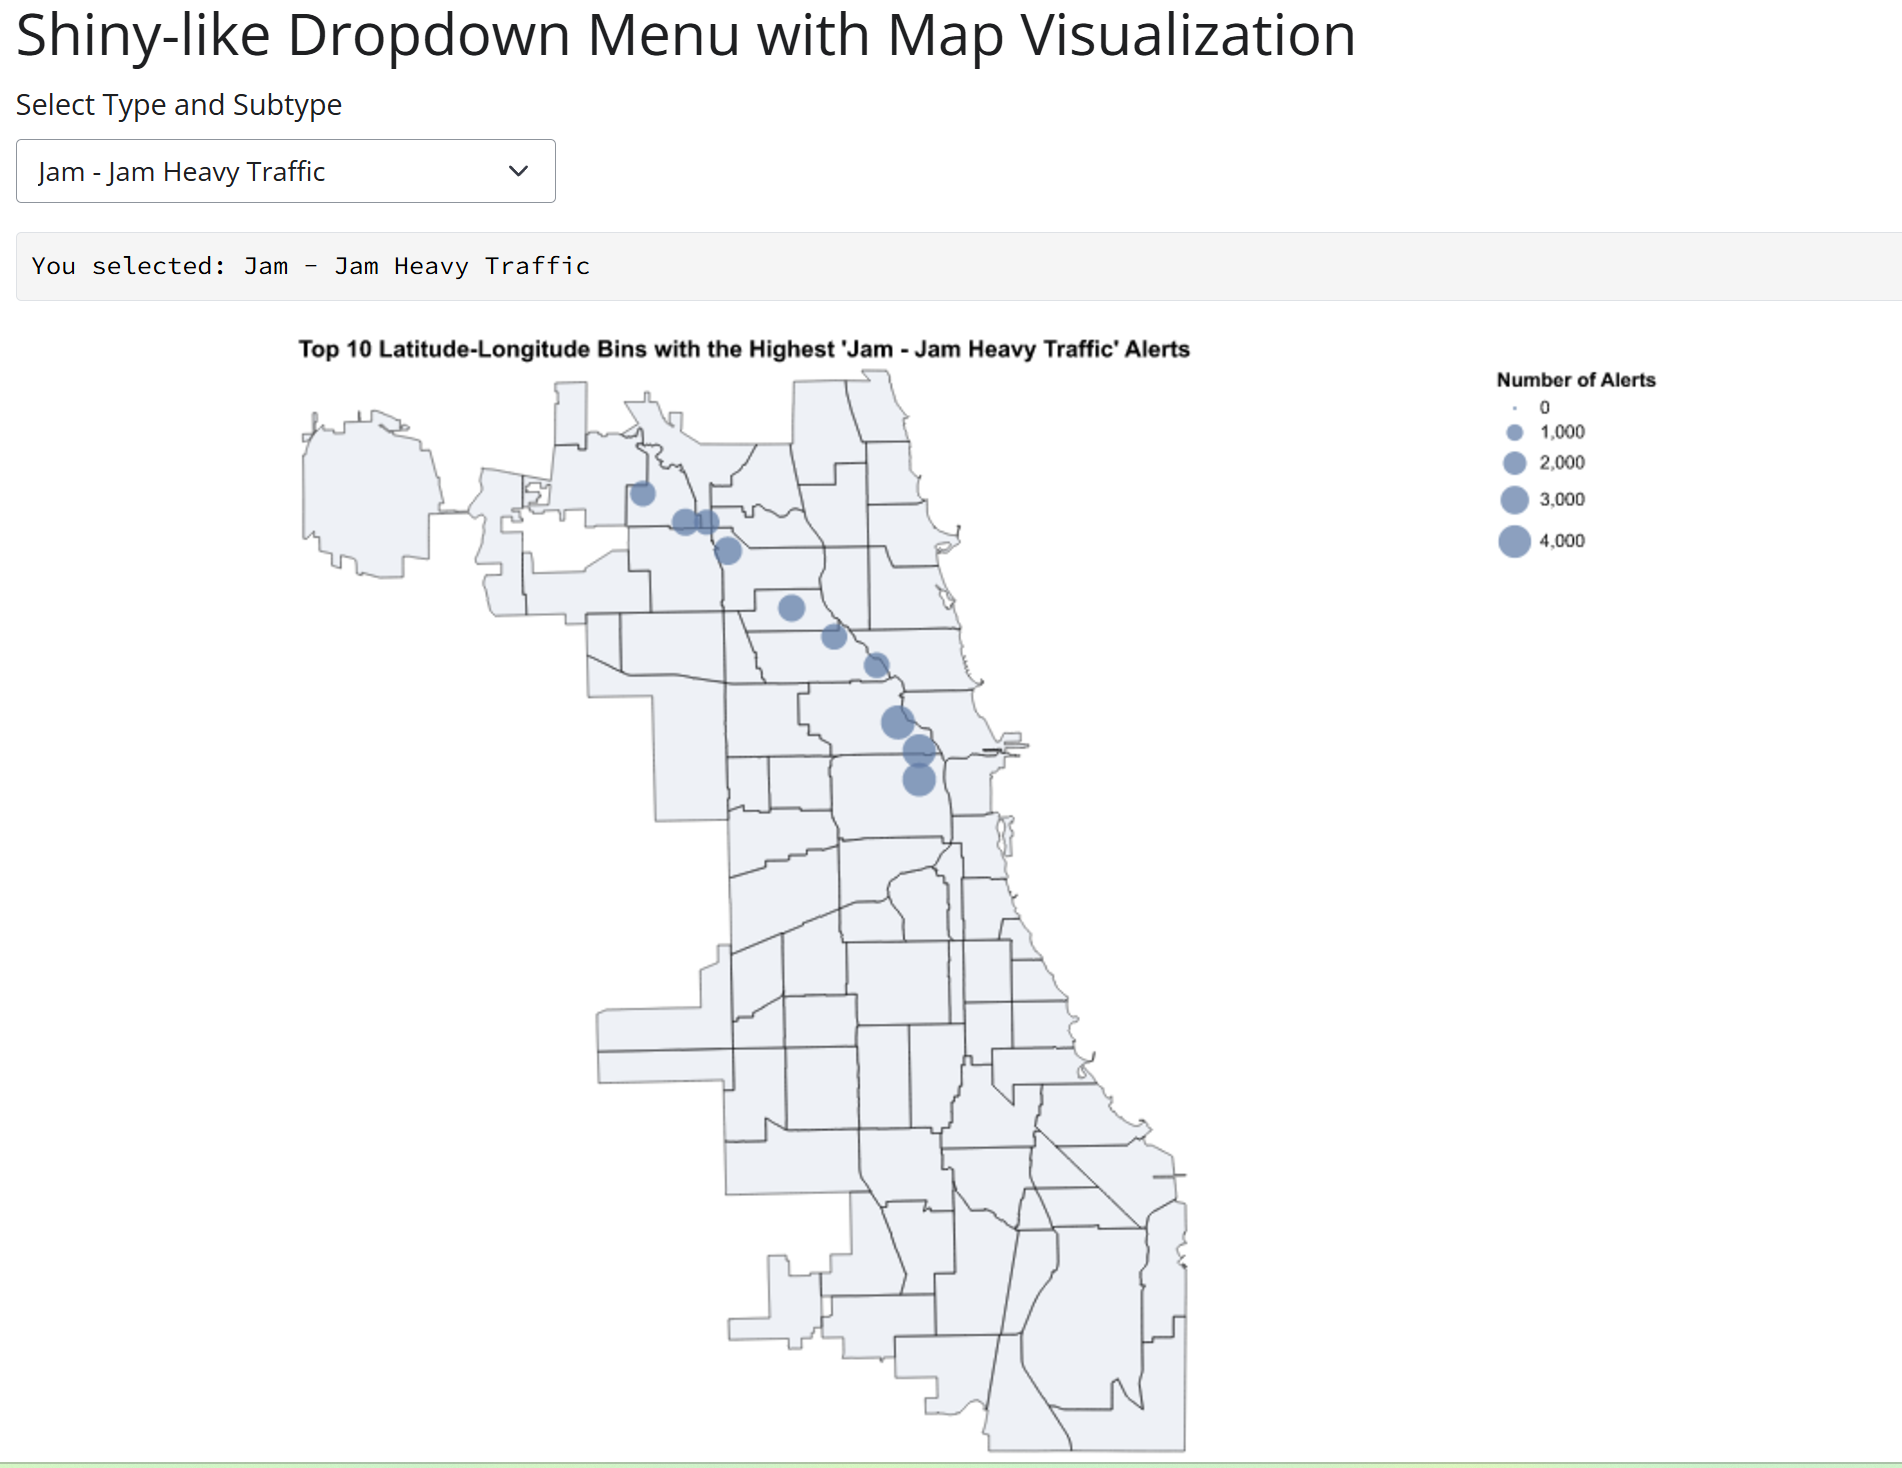 Shiny-like Dropdown Menu with Map Visualization
Select Type and Subtype
Jam - Jam Heavy Traffic
You selected: Jam - Jam Heavy Traffic
Top 10 Latitude-Longitude Bins with the Highest 'Jam - Jam Heavy Traffic' Alerts
Number of Alerts
0
1,000
2,000
3,000
4,000